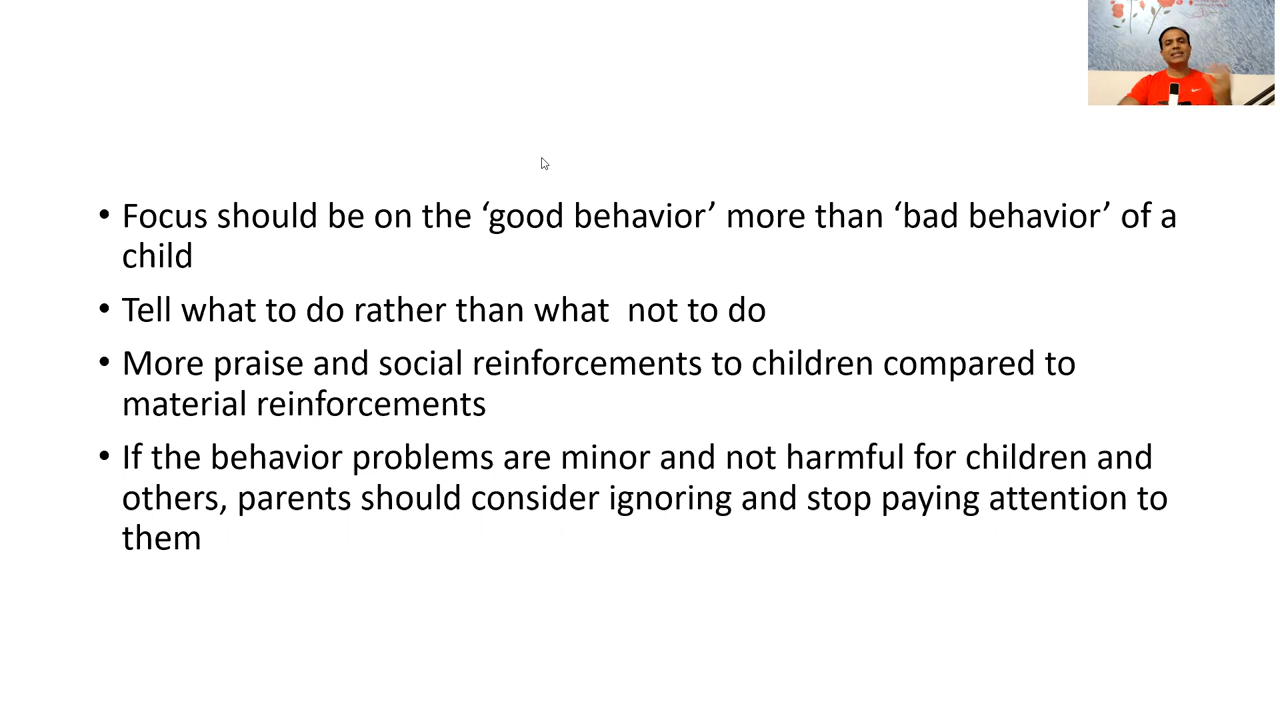 • Focus should be on the ‘good behavior’ more than ‘bad behavior’ of a
child
• Tell what to do rather than what  not to do
• More praise and social reinforcements to children compared to
material reinforcements
• If the behavior problems are minor and not harmful for children and
others, parents should consider ignoring and stop paying attention to
them